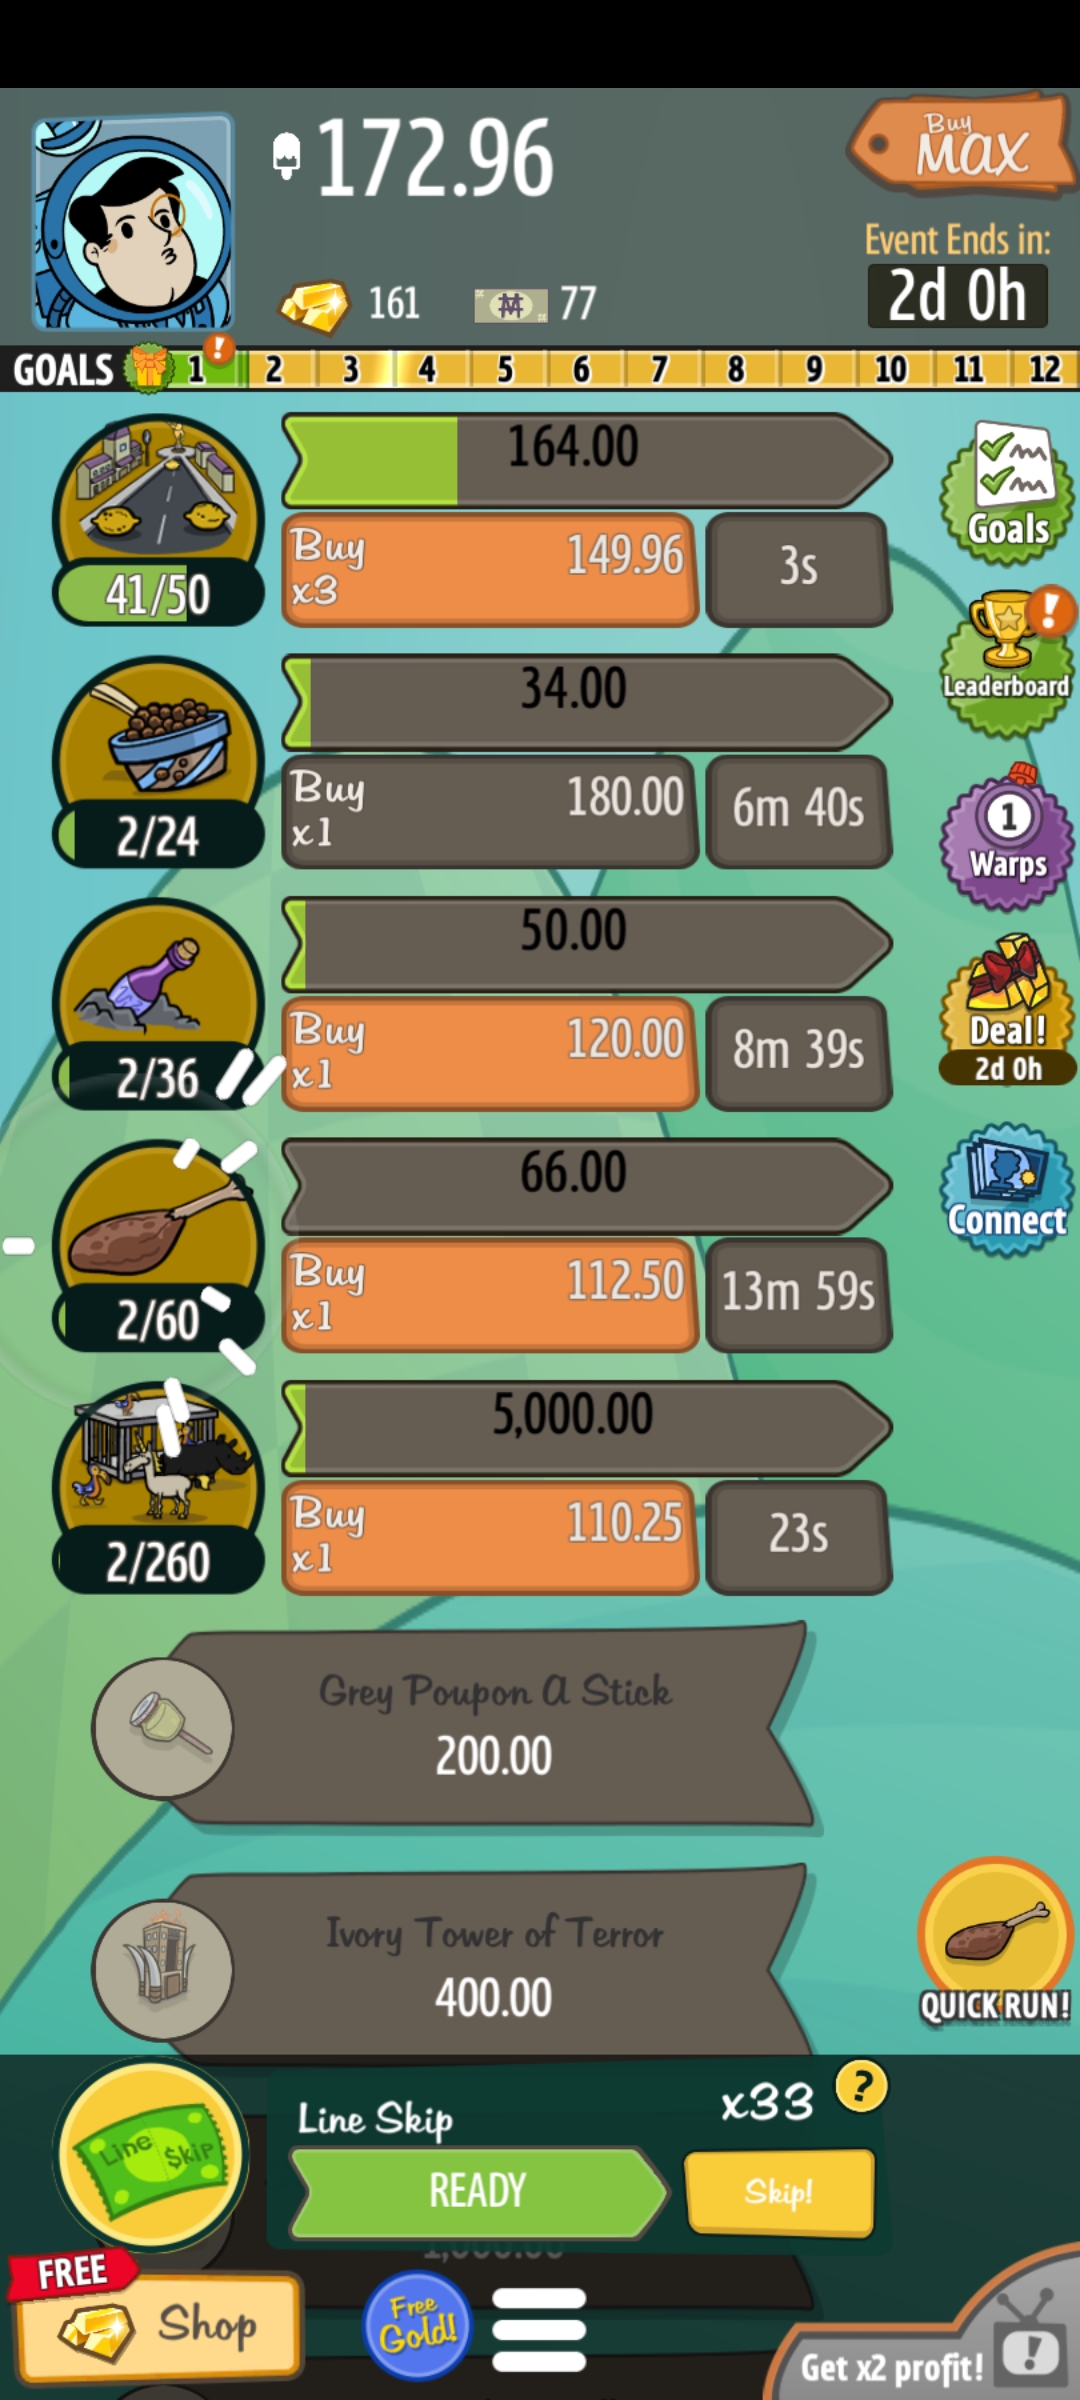 172.96
Buy
MAX
161
77
Event Ends in:
2d 0h
GOALS 1 ! 2 3 4 5 6 7 8 9 10 11 12
164.00
Buy
x3
149.96
3s
41/50
Goals
34.00
Buy
x1
180.00
6m 40s
2/24
!
Leaderboard
50.00
Buy
x1
120.00
8m 39s
2/36
1
Warps
66.00
Buy
x1
112.50
13m 59s
2/60
Deal!
2d 0h
Connect
5,000.00
Buy
x1
110.25
23s
2/260
Grey Poupon A Stick
200.00
Ivory Tower of Terror
400.00
QUICK RUN!
Line Skip
x33
?
Line $kip
READY
Skip!
1,000.00
FREE
Shop
Free
Gold!
Get x2 profit!
!